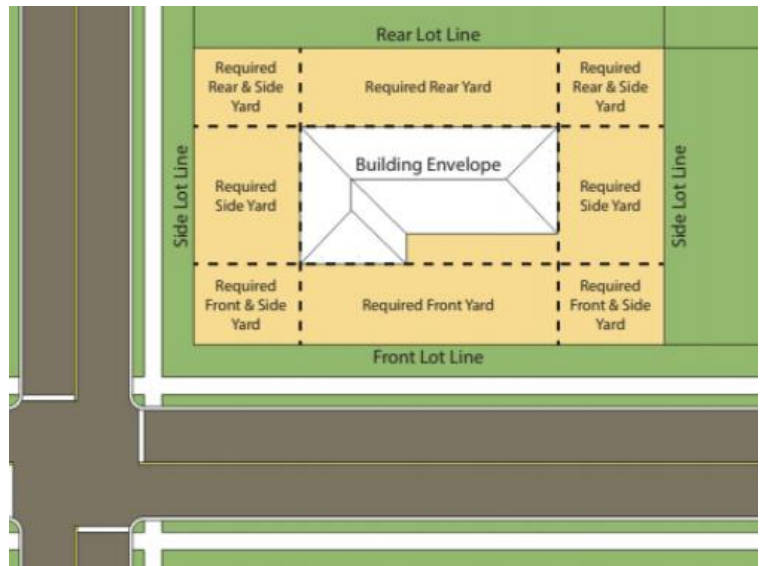 Rear Lot Line
Required
Rear & Side
Yard
Required Rear Yard
Required
Rear & Side
Yard
Side Lot Line
Required
Side Yard
Building Envelope
Required
Side Yard
Side Lot Line
Required
Front & Side
Yard
Required Front Yard
Required
Front & Side
Yard
Front Lot Line